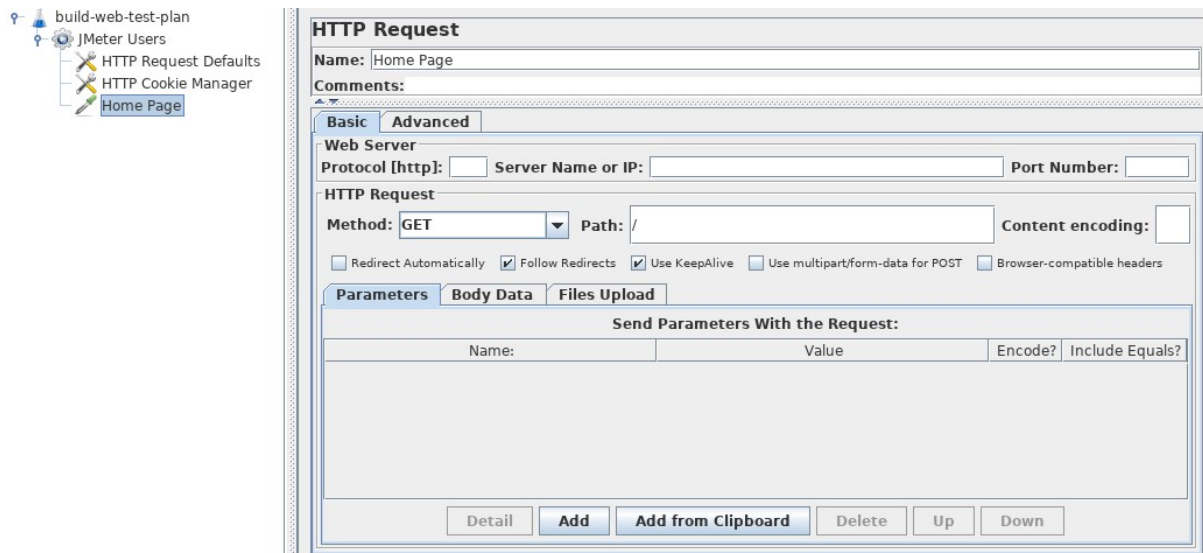 build-web-test-plan
JMeter Users
HTTP Request Defaults
HTTP Cookie Manager
Home Page
HTTP Request
Name: Home Page
Comments:
Basic Advanced
Web Server
Protocol [http]: Server Name or IP: Port Number:
HTTP Request
Method: GET Path: / Content encoding:
Redirect Automatically Follow Redirects Use KeepAlive Use multipart/form-data for POST Browser-compatible headers
Parameters Body Data Files Upload
Send Parameters With the Request:
Name: Value Encode? Include Equals?
Detail Add Add from Clipboard Delete Up Down